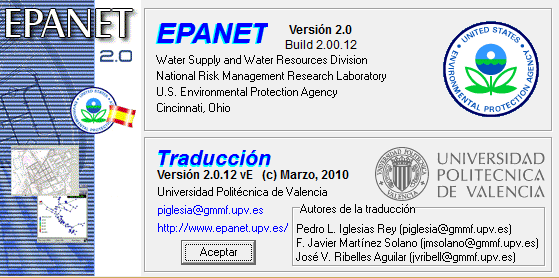 EPANET
2.0
EPANET Versión 2.0
Build 2.00.12
Water Supply and Water Resources Division
National Risk Management Research Laboratory
U.S. Environmental Protection Agency
Cincinnati, Ohio
UNITED STATES
ENVIRONMENTAL PROTECTION AGENCY
Traducción
Versión 2.0.12 vE (c) Marzo, 2010
Universidad Politécnica de Valencia
piglesia@gmmf.upv.es
http://www.epanet.upv.es/
Aceptar
UNIVERSIDAD
POLITECNICA
DE VALENCIA
Autores de la traducción
Pedro L. Iglesias Rey (piglesia@gmmf.upv.es)
F. Javier Martínez Solano (jmsolano@gmmf.upv.es)
José V. Ribelles Aguilar (jvribell@gmmf.upv.es)